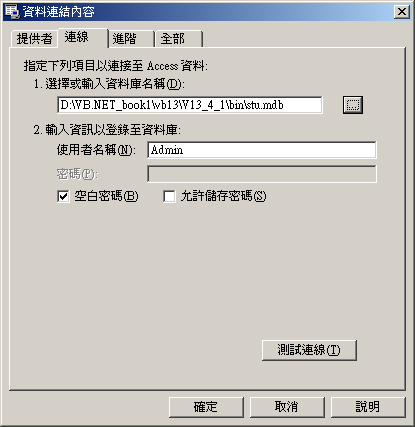 資料連結內容
提供者 連線 進階 全部
指定下列項目以連接至 Access 資料:
1. 選擇或輸入資料庫名稱(D):
D:\VB.NET_book1\vb13\V13_4_1\bin\stu.mdb ...
2. 輸入資訊以登錄至資料庫:
使用者名稱(N): Admin
密碼(P):
空白密碼(B) 允許儲存密碼(S)
測試連線(T)
確定 取消 說明